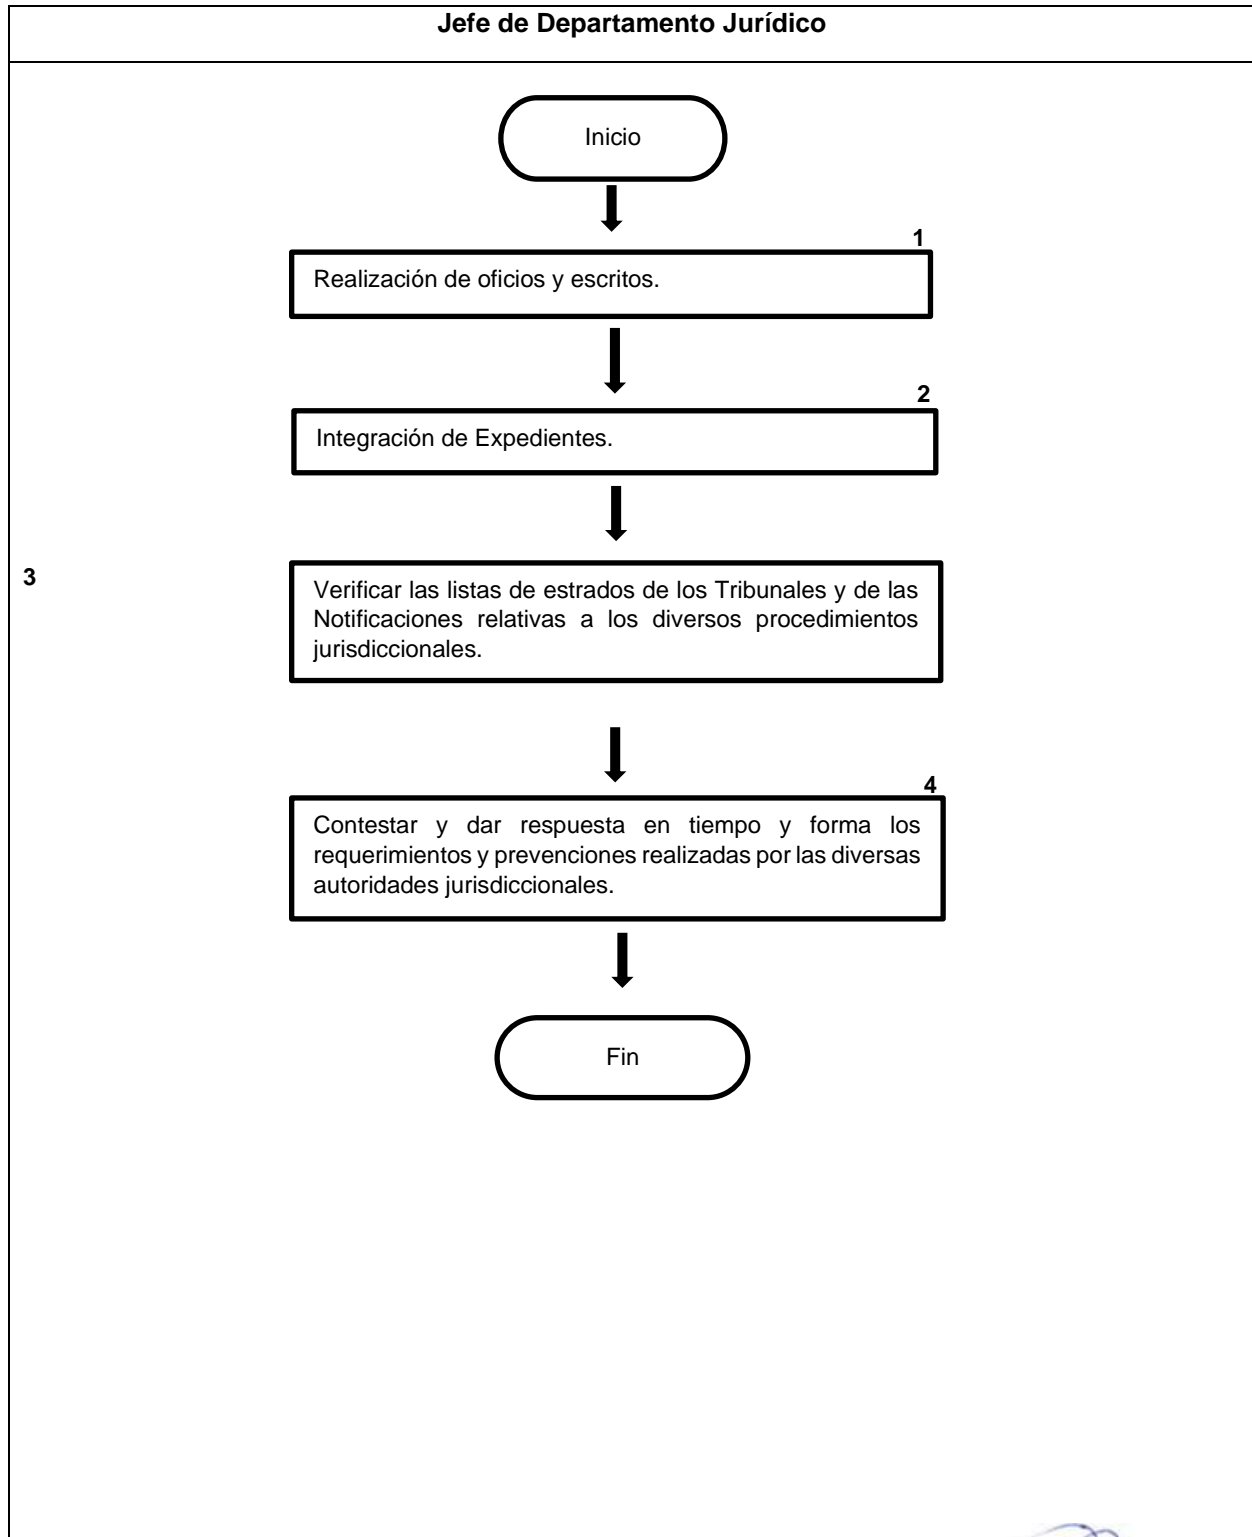 Jefe de Departamento Jurídico
Inicio
1
Realización de oficios y escritos.
2
Integración de Expedientes.
3
Verificar las listas de estrados de los Tribunales y de las
Notificaciones relativas a los diversos procedimientos
jurisdiccionales.
4
Contestar y dar respuesta en tiempo y forma los
requerimientos y prevenciones realizadas por las diversas
autoridades jurisdiccionales.
Fin